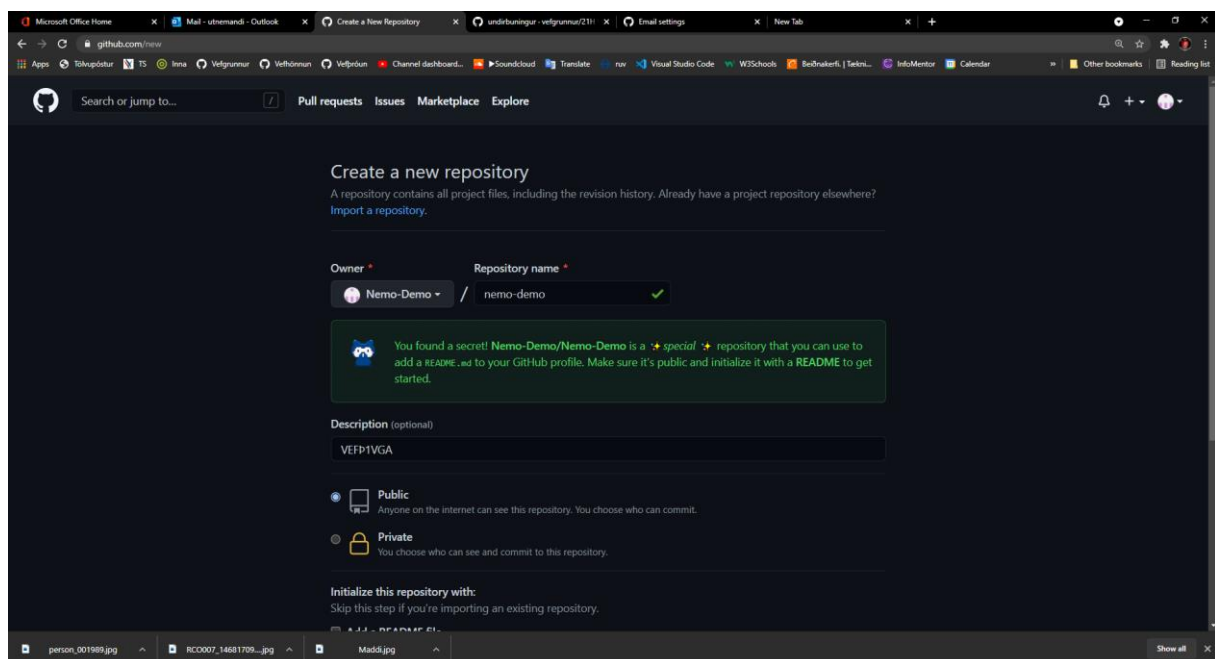 Microsoft Office Home
Mail - utnemandi - Outlook
Create a New Repository
undirbuningur - vefgrunnur/21H
Email settings
New Tab
github.com/new
Apps
Tölvupóstur
TS
Inna
Vefgrunnur
Vefhönnun
Vefþróun
Channel dashboard...
►Soundcloud
Translate
ruv
Visual Studio Code
W3Schools
Beiðnakerfi. | Tækni...
InfoMentor
Calendar
»
Other bookmarks
Reading list
Search or jump to...
/
Pull requests
Issues
Marketplace
Explore
Create a new repository
A repository contains all project files, including the revision history. Already have a project repository elsewhere?
Import a repository.
Owner *
Repository name *
Nemo-Demo
/
nemo-demo
You found a secret! Nemo-Demo/Nemo-Demo is a ✨ special ✨ repository that you can use to
add a README.md to your GitHub profile. Make sure it's public and initialize it with a README to get
started.
Description (optional)
VEFÞ1VGA
Public
Anyone on the internet can see this repository. You choose who can commit.
Private
You choose who can see and commit to this repository.
Initialize this repository with:
Skip this step if you're importing an existing repository.
Add a README file
person_001989.jpg
RCO007_14681709....jpg
Maddi.jpg
Show all